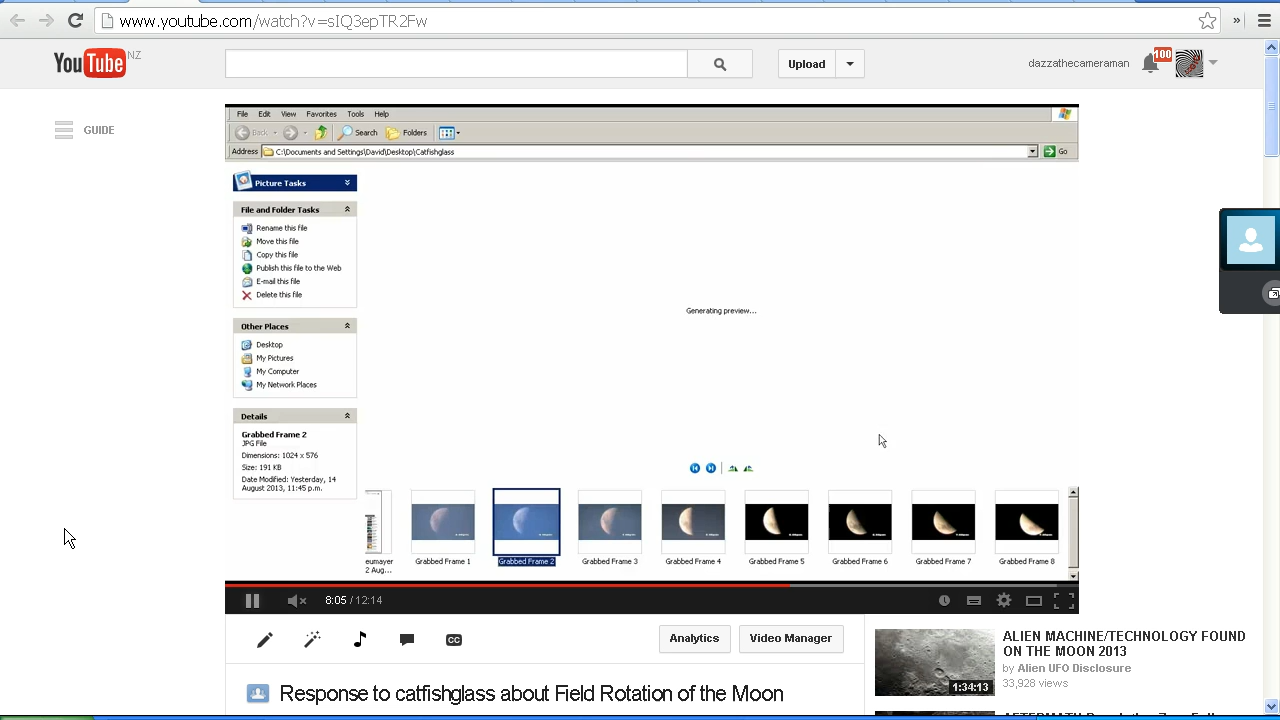 www.youtube.com/watch?v=sIQ3epTR2Fw
YouTube NZ
Upload
dazzathecameraman
100
GUIDE
File Edit View Favorites Tools Help
Back Search Folders
Address C:\Documents and Settings\David\Desktop\Catfishglass Go
Picture Tasks
File and Folder Tasks
Rename this file
Move this file
Copy this file
Publish this file to the Web
E-mail this file
Delete this file
Generating preview...
Other Places
Desktop
My Pictures
My Computer
My Network Places
Details
Grabbed Frame 2
JPG File
Dimensions: 1024 x 576
Size: 191 KB
Date Modified: Yesterday, 14
August 2013, 11:45 p.m.
eumayer
2 Aug...
Grabbed Frame 1
Grabbed Frame 2
Grabbed Frame 3
Grabbed Frame 4
Grabbed Frame 5
Grabbed Frame 6
Grabbed Frame 7
Grabbed Frame 8
8:05 / 12:14
CC
Analytics
Video Manager
Response to catfishglass about Field Rotation of the Moon
1:34:13
ALIEN MACHINE/TECHNOLOGY FOUND
ON THE MOON 2013
by Alien UFO Disclosure
33,928 views